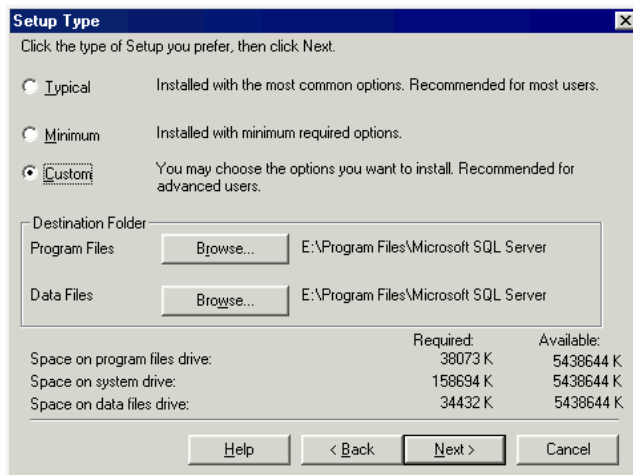 Setup Type
Click the type of Setup you prefer, then click Next.
Typical Installed with the most common options. Recommended for most users.
Minimum Installed with minimum required options.
Custom You may choose the options you want to install. Recommended for
advanced users.
Destination Folder
Program Files Browse... E:\Program Files\Microsoft SQL Server
Data Files Browse... E:\Program Files\Microsoft SQL Server
Required: Available:
Space on program files drive: 38073 K 5438644 K
Space on system drive: 158694 K 5438644 K
Space on data files drive: 34432 K 5438644 K
Help < Back Next > Cancel